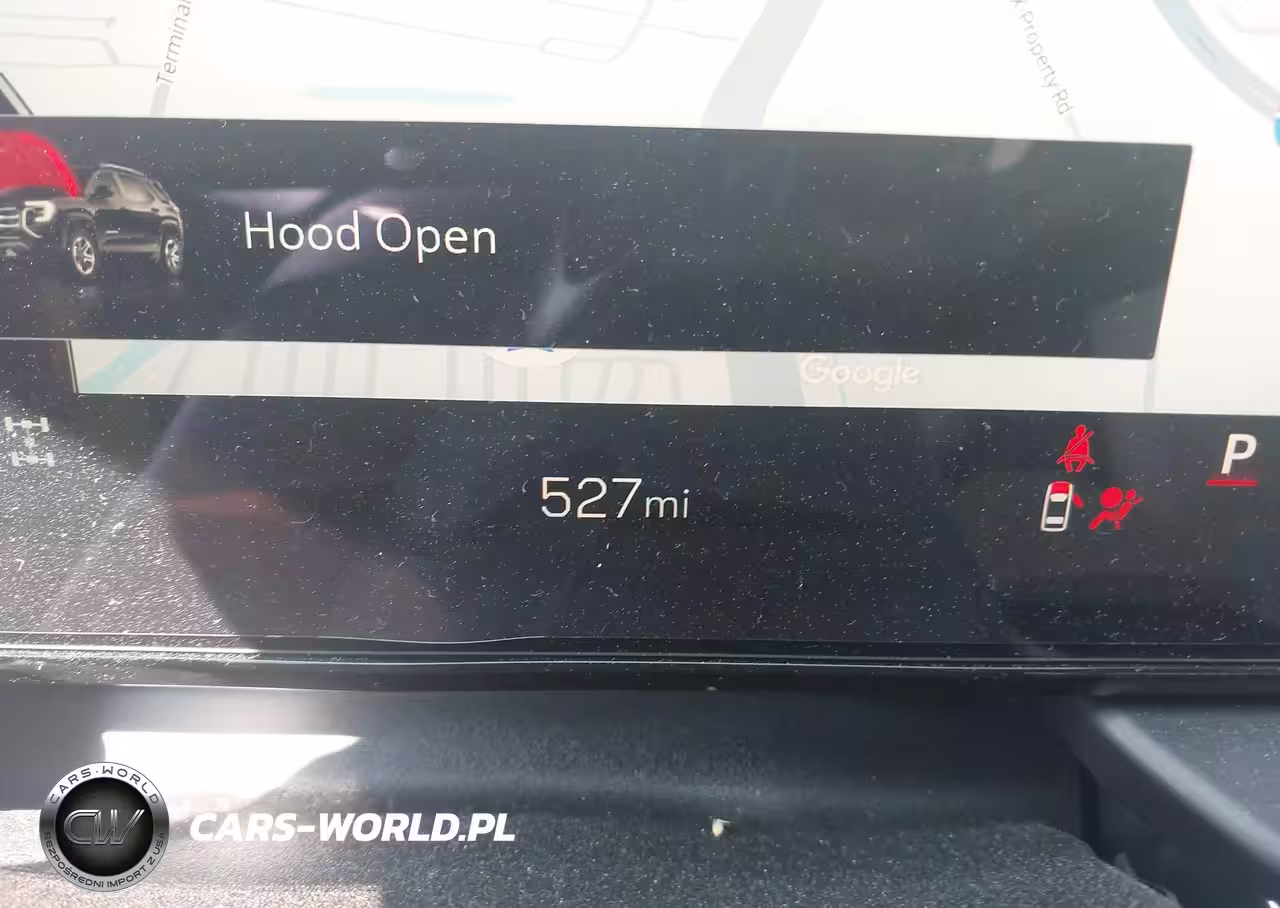 Terminal
X Property Rd
Hood Open
Google
527mi
P
CARS-WORLD
CW
BEZPOŚREDNI IMPORT Z USA
CARS-WORLD.PL